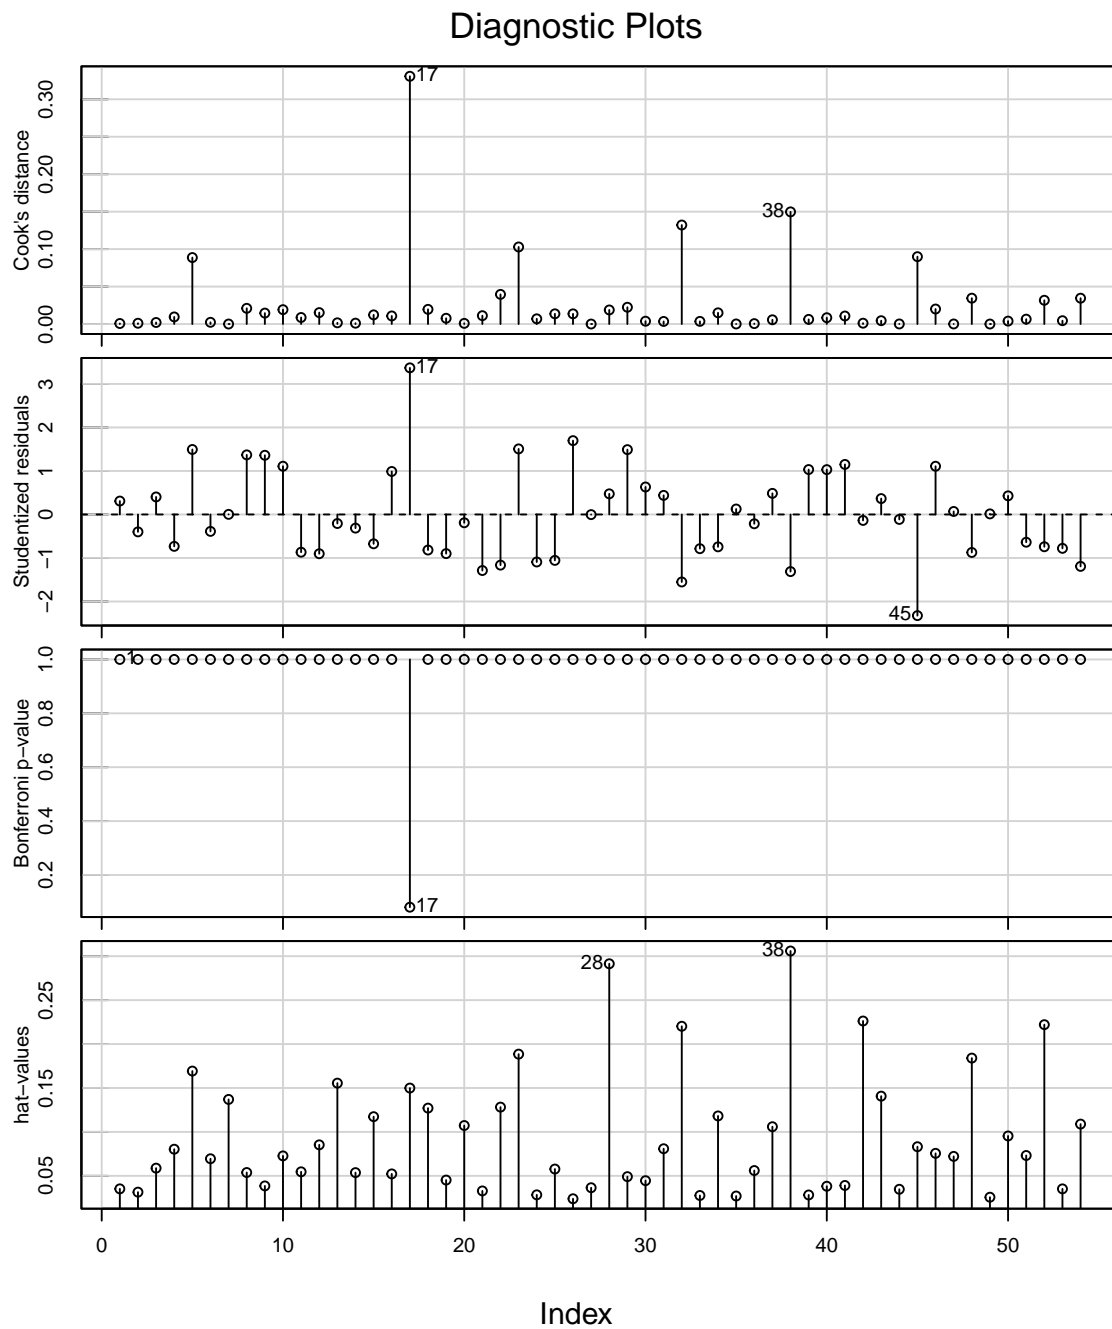 Diagnostic Plots
Cook's distance
0.00 0.10 0.20 0.30
17
38
Studentized residuals
−2 −1 0 1 2 3
17
45
Bonferroni p−value
0.2 0.4 0.6 0.8 1.0
1
17
hat−values
0.05 0.15 0.25
28
38
0 10 20 30 40 50
Index